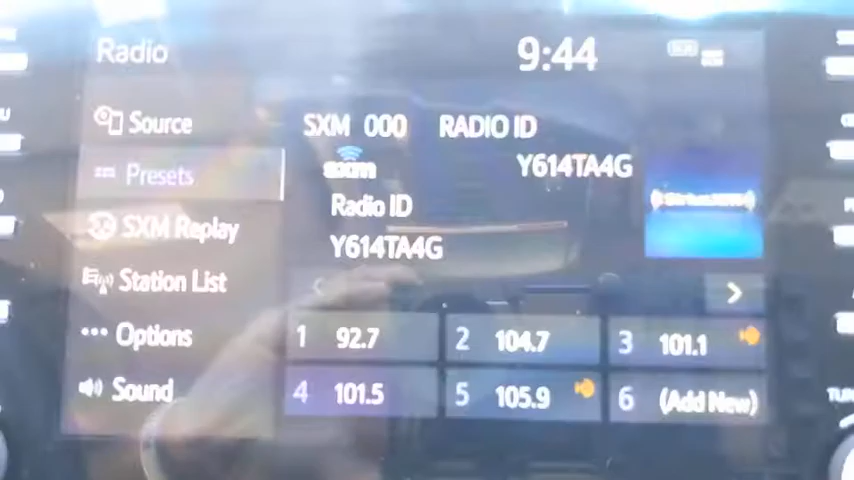 Radio
9:44
Source
Presets
SXM Replay
Station List
Options
Sound
SXM 000 RADIO ID
sxm
Y614TA4G
Radio ID
Y614TA4G
1 92.7
2 104.7
3 101.1
4 101.5
5 105.9
6 (Add New)